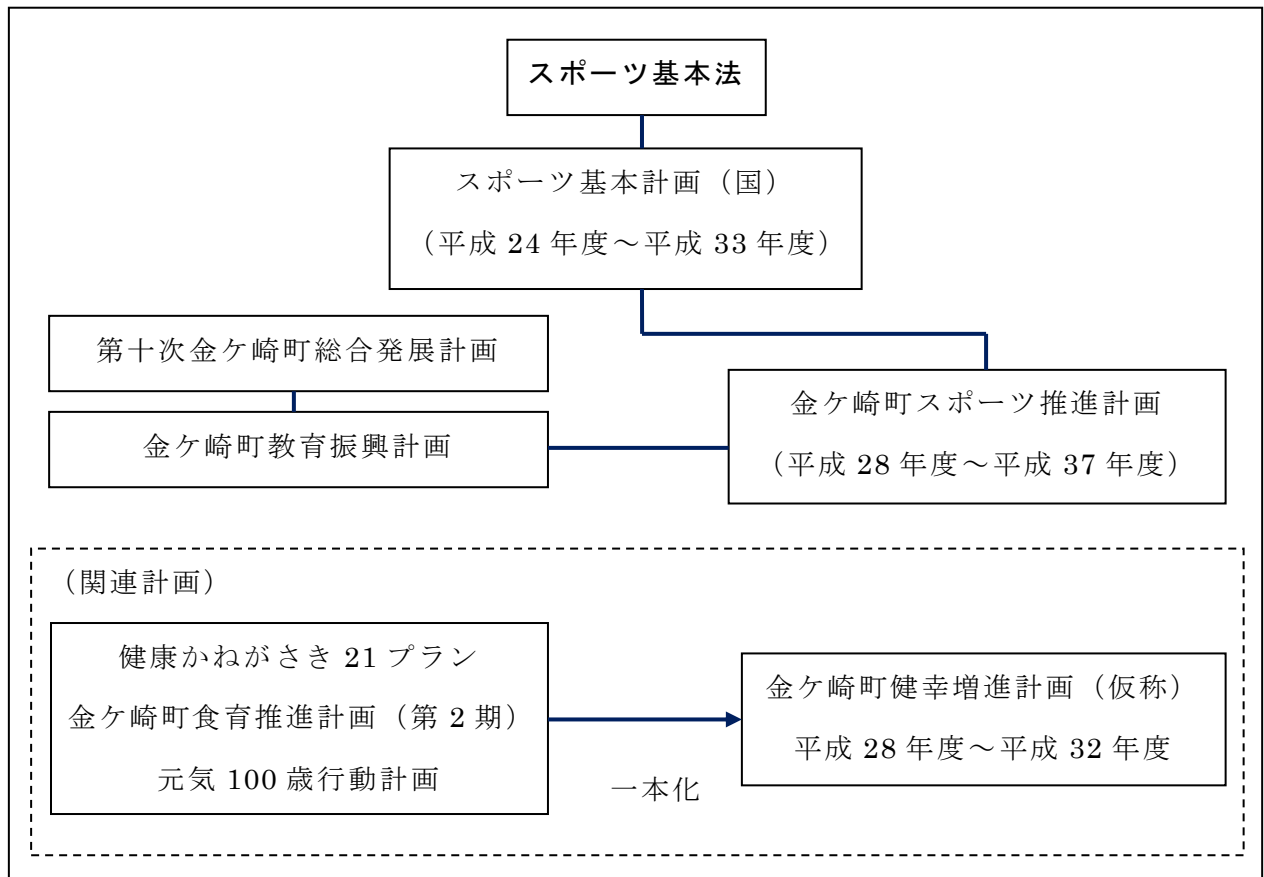 スポーツ基本法
スポーツ基本計画（国）
（平成 24 年度～平成 33 年度）
第十次金ケ崎町総合発展計画
金ケ崎町教育振興計画
金ケ崎町スポーツ推進計画
（平成 28 年度～平成 37 年度）
（関連計画）
健康かねがさき 21 プラン
金ケ崎町食育推進計画（第 2 期）
元気 100 歳行動計画
一本化
金ケ崎町健幸増進計画（仮称）
平成 28 年度～平成 32 年度